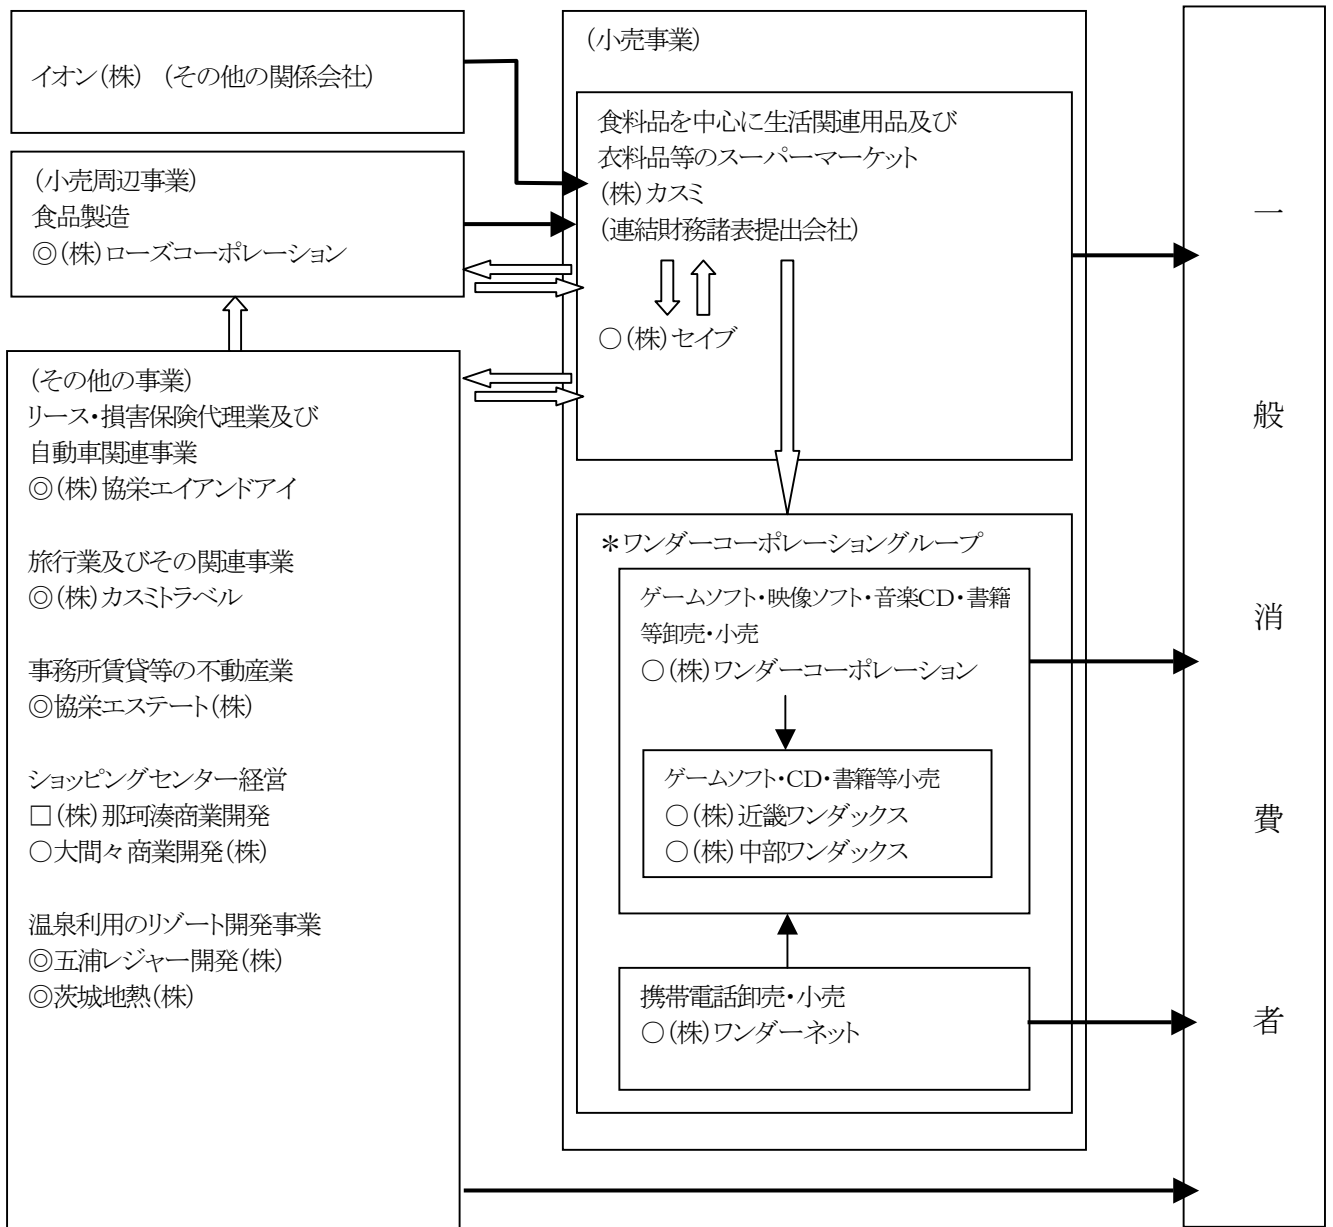 イオン(株) (その他の関係会社)
(小売周辺事業)
食品製造
◎(株)ローズコーポレーション
(その他の事業)
リース・損害保険代理業及び
自動車関連事業
◎(株)協栄エイアンドアイ
旅行業及びその関連事業
◎(株)カスミトラベル
事務所賃貸等の不動産業
◎協栄エステート(株)
ショッピングセンター経営
□(株)那珂湊商業開発
○大間々商業開発(株)
温泉利用のリゾート開発事業
◎五浦レジャー開発(株)
◎茨城地熱(株)
(小売事業)
食料品を中心に生活関連用品及び
衣料品等のスーパーマーケット
(株)カスミ
(連結財務諸表提出会社)
○(株)セイブ
*ワンダーコーポレーショングループ
ゲームソフト・映像ソフト・音楽CD・書籍
等卸売・小売
○(株)ワンダーコーポレーション
ゲームソフト・CD・書籍等小売
○(株)近畿ワンダックス
○(株)中部ワンダックス
携帯電話卸売・小売
○(株)ワンダーネット
一
般
消
費
者